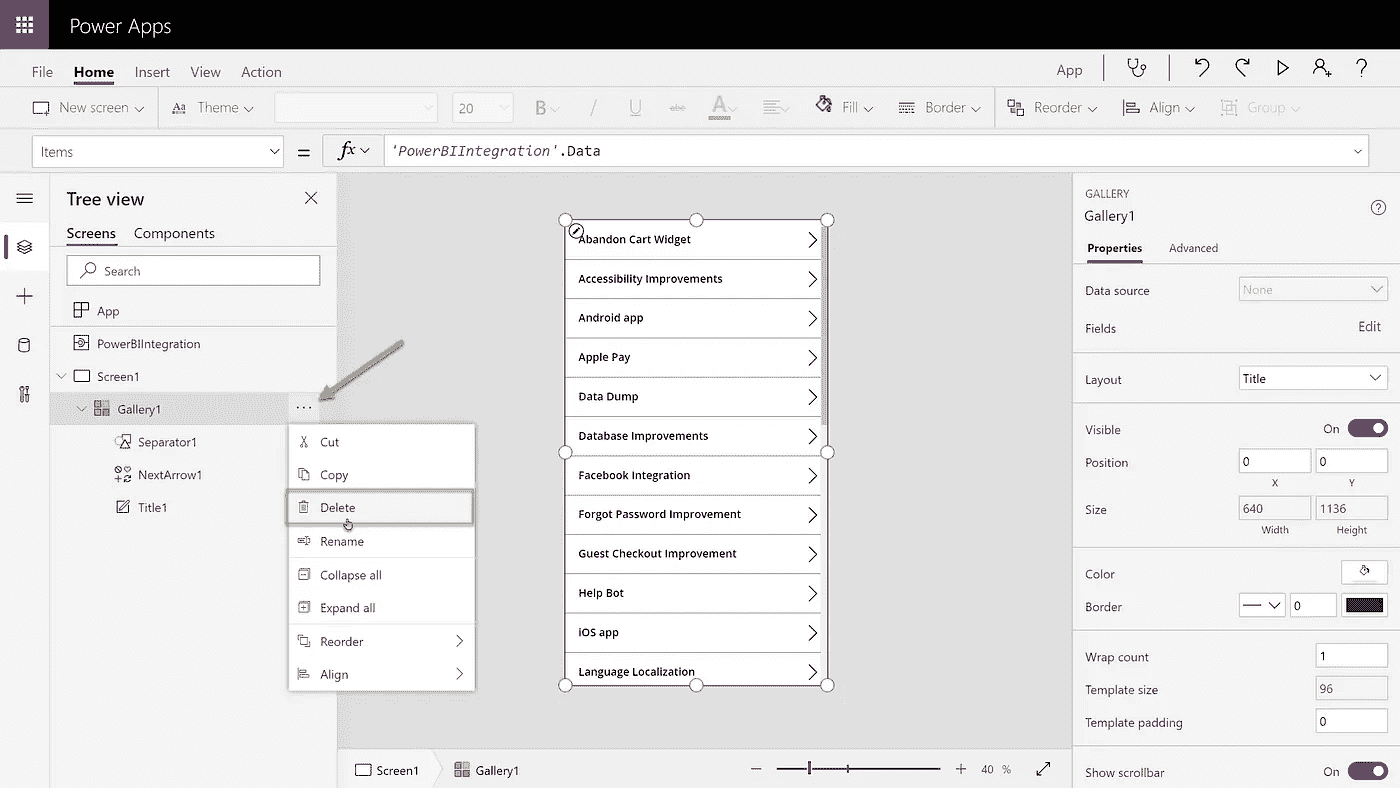 Power Apps
File Home Insert View Action App
New screen Theme 20 B / U abc A Fill Border Reorder Align Group
Items = fx 'PowerBIIntegration'.Data
Tree view
Screens Components
Search
App
PowerBIIntegration
Screen1
Gallery1 ...
Separator1
NextArrow1
Title1
Cut
Copy
Delete
Rename
Collapse all
Expand all
Reorder
Align
Abandon Cart Widget
Accessibility Improvements
Android app
Apple Pay
Data Dump
Database Improvements
Facebook Integration
Forgot Password Improvement
Guest Checkout Improvement
Help Bot
iOS app
Language Localization
Screen1 Gallery1 40 %
GALLERY
Gallery1
Properties Advanced
Data source None
Fields Edit
Layout Title
Visible On
Position 0 0
X Y
Size 640 1136
Width Height
Color
Border 0
Wrap count 1
Template size 96
Template padding 0
Show scrollbar On